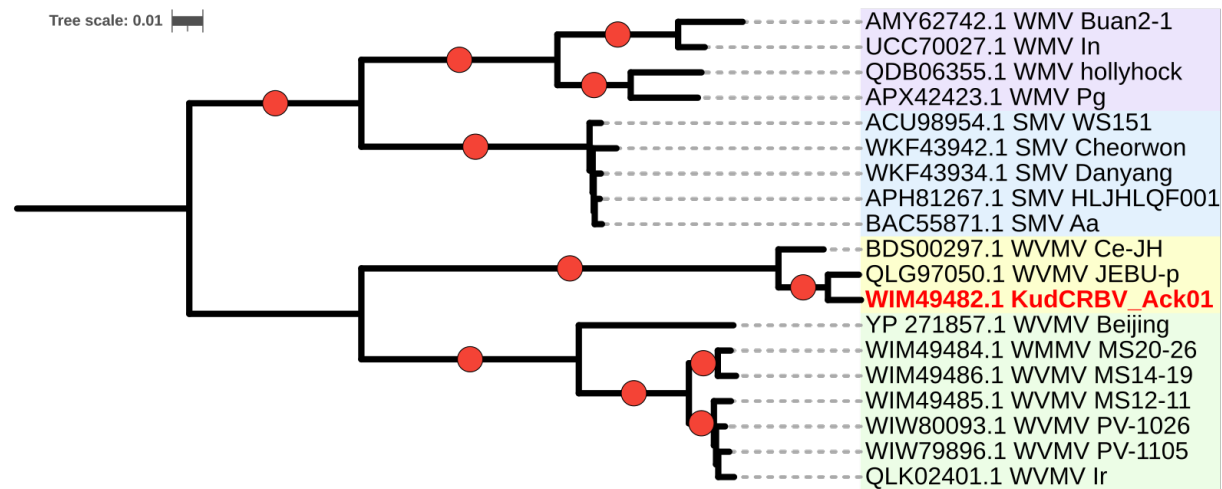 Tree scale: 0.01
AMY62742.1 WMV Buan2-1
UCC70027.1 WMV In
QDB06355.1 WMV hollyhock
APX42423.1 WMV Pg
ACU98954.1 SMV WS151
WKF43942.1 SMV Cheorwon
WKF43934.1 SMV Danyang
APH81267.1 SMV HLJHLQF001
BAC55871.1 SMV Aa
BDS00297.1 WVMV Ce-JH
QLG97050.1 WVMV JEBU-p
WIM49482.1 KudCRBV_Ack01
YP 271857.1 WVMV Beijing
WIM49484.1 WMMV MS20-26
WIM49486.1 WVMV MS14-19
WIM49485.1 WVMV MS12-11
WIW80093.1 WVMV PV-1026
WIW79896.1 WVMV PV-1105
QLK02401.1 WVMV Ir